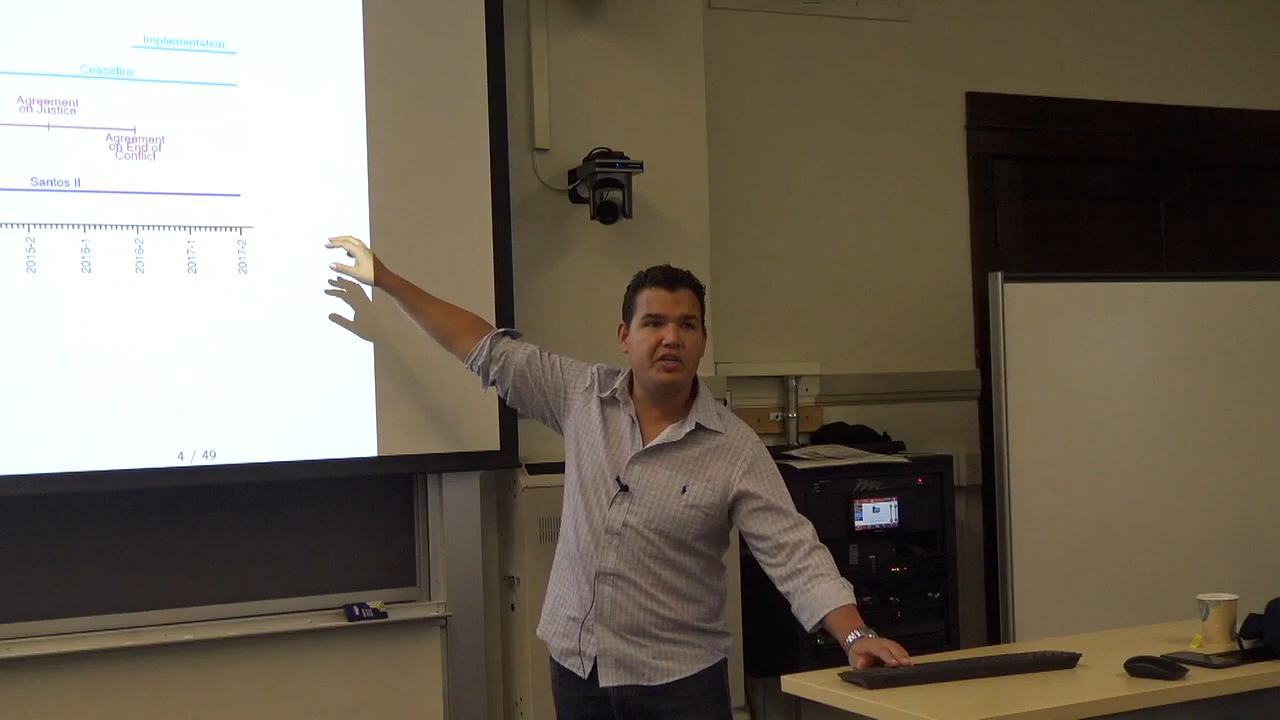 Implementation
Ceasefire
Agreement
on Justice
Agreement
on End of
Conflict
Santos II
2015-2
2016-1
2016-2
2017-1
2017-2
4 / 49